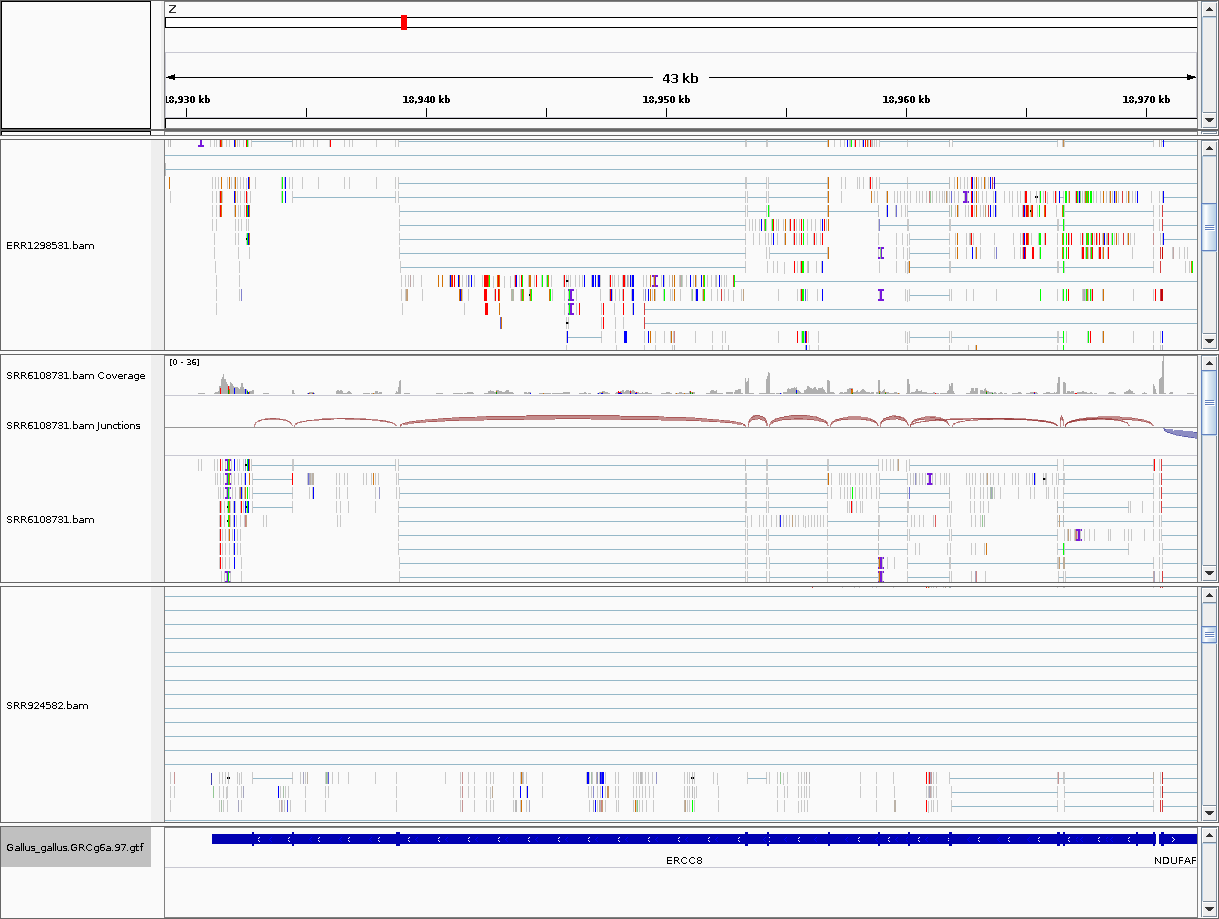 Z
43 kb
18,930 kb 18,940 kb 18,950 kb 18,960 kb 18,970 kb
ERR1298531.bam
[0 - 36]
SRR6108731.bam Coverage
SRR6108731.bam Junctions
SRR6108731.bam
SRR924582.bam
Gallus_gallus.GRCg6a.97.gtf
ERCC8 NDUFAF